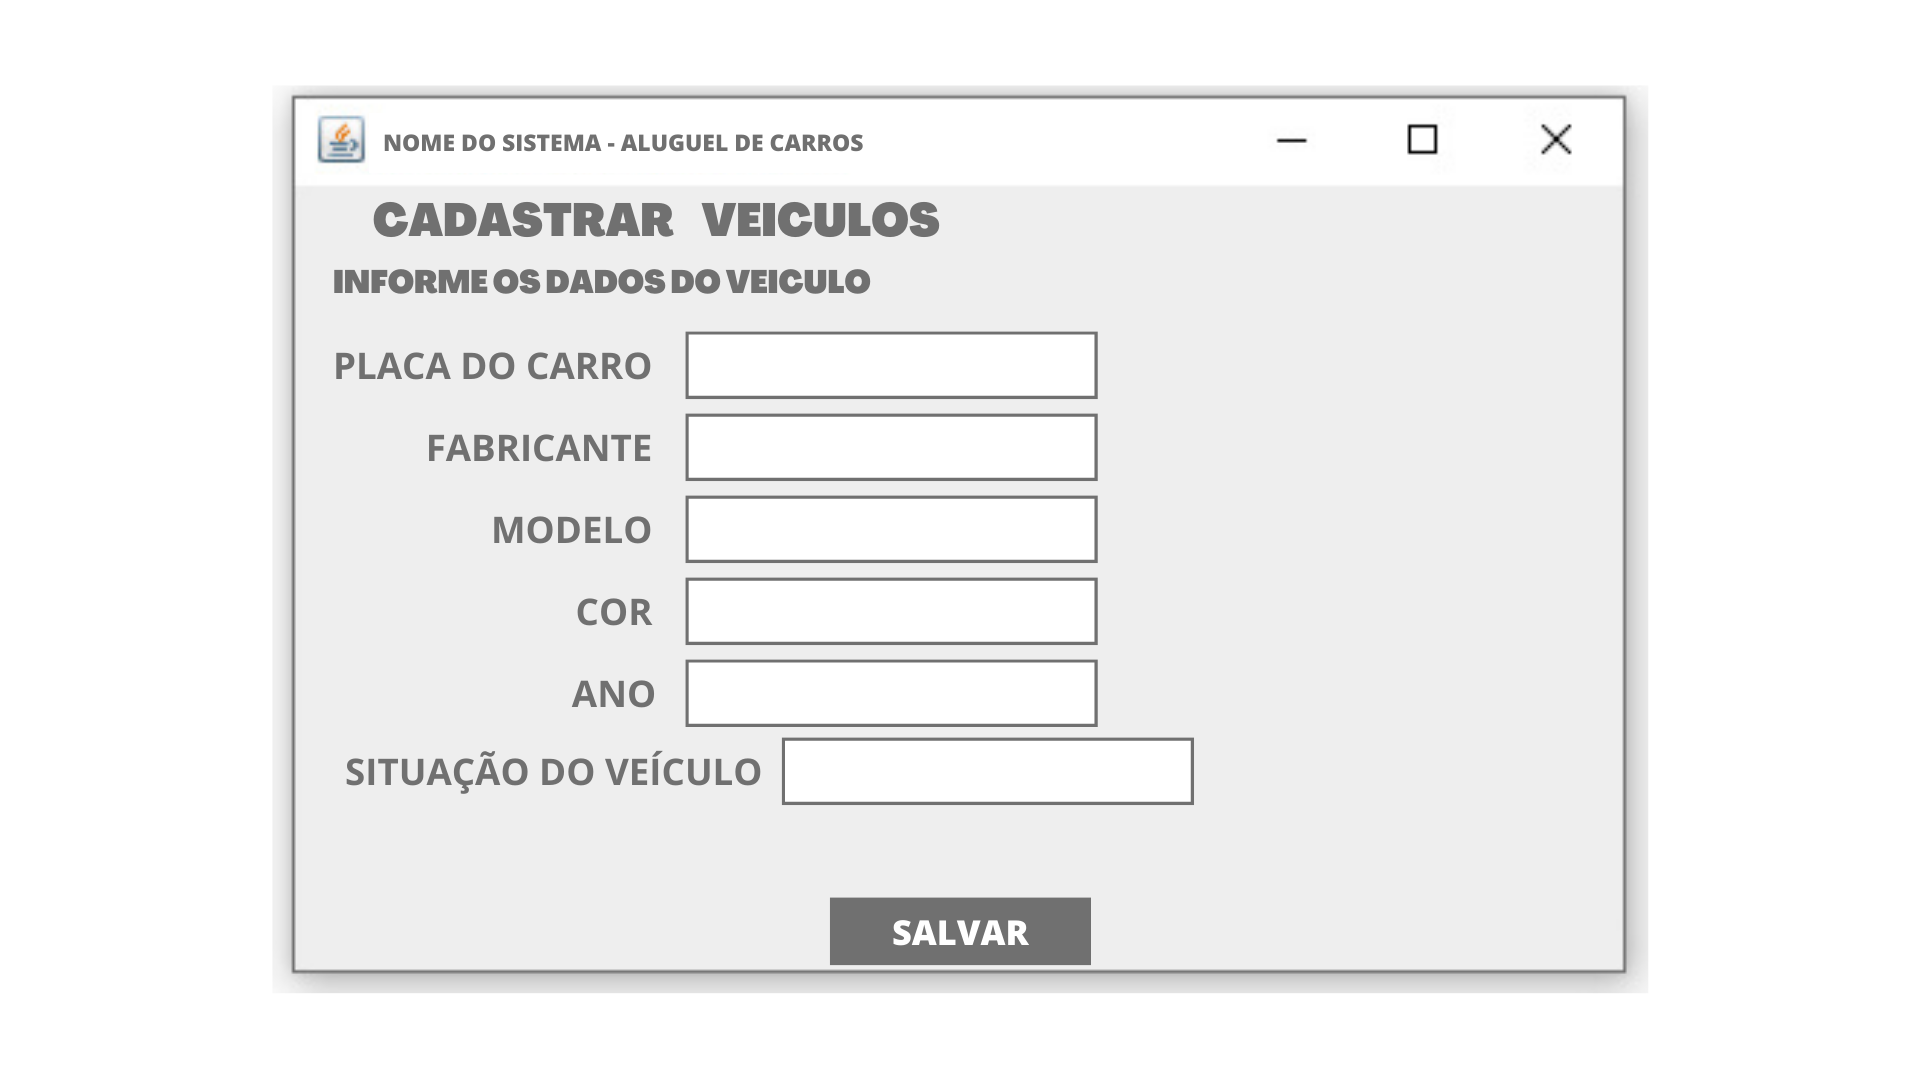 NOME DO SISTEMA - ALUGUEL DE CARROS
CADASTRAR VEICULOS
INFORME OS DADOS DO VEICULO
PLACA DO CARRO
FABRICANTE
MODELO
COR
ANO
SITUAÇÃO DO VEÍCULO
SALVAR